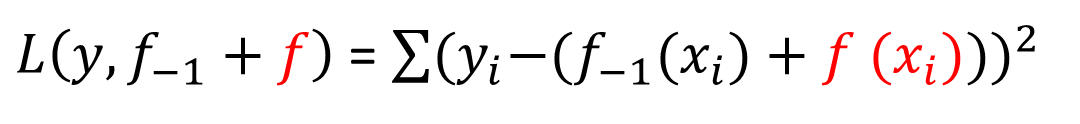 L(y, f₋₁ + f) = ∑(yᵢ−(f₋₁(xᵢ) + f (xᵢ)))²